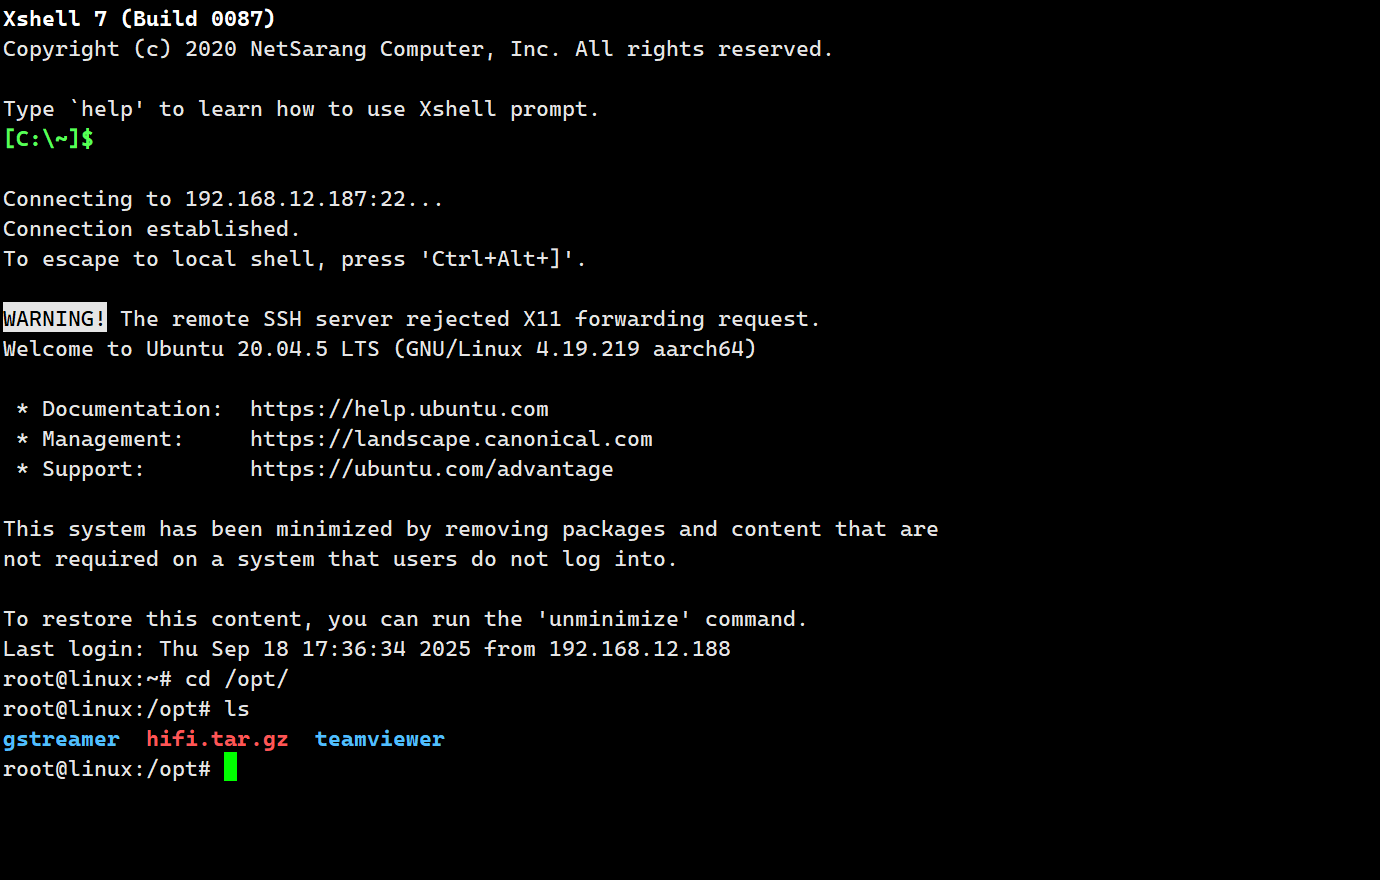 Xshell 7 (Build 0087)
Copyright (c) 2020 NetSarang Computer, Inc. All rights reserved.
Type `help' to learn how to use Xshell prompt.
[C:\~]$
Connecting to 192.168.12.187:22...
Connection established.
To escape to local shell, press 'Ctrl+Alt+]'.
WARNING! The remote SSH server rejected X11 forwarding request.
Welcome to Ubuntu 20.04.5 LTS (GNU/Linux 4.19.219 aarch64)
 * Documentation:  https://help.ubuntu.com
 * Management:     https://landscape.canonical.com
 * Support:        https://ubuntu.com/advantage
This system has been minimized by removing packages and content that are
not required on a system that users do not log into.
To restore this content, you can run the 'unminimize' command.
Last login: Thu Sep 18 17:36:34 2025 from 192.168.12.188
root@linux:~# cd /opt/
root@linux:/opt# ls
gstreamer  hifi.tar.gz  teamviewer
root@linux:/opt#